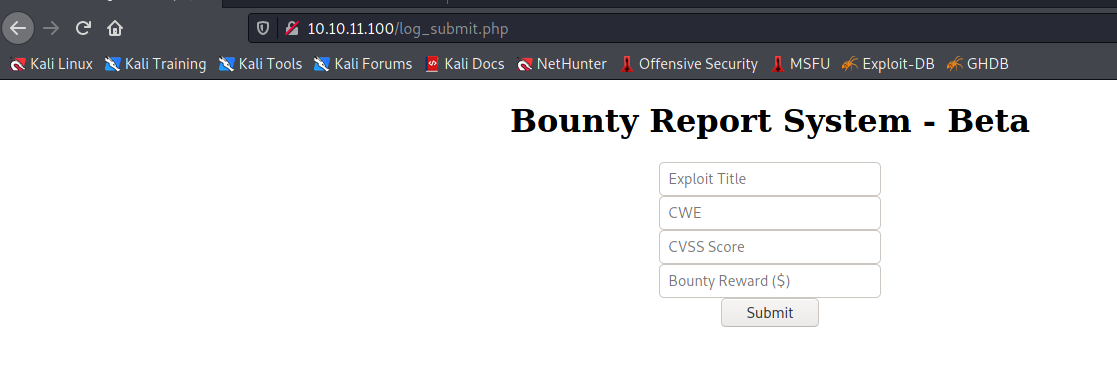 10.10.11.100/log_submit.php
Kali Linux Kali Training Kali Tools Kali Forums Kali Docs NetHunter Offensive Security MSFU Exploit-DB GHDB
Bounty Report System - Beta
Exploit Title
CWE
CVSS Score
Bounty Reward ($)
Submit